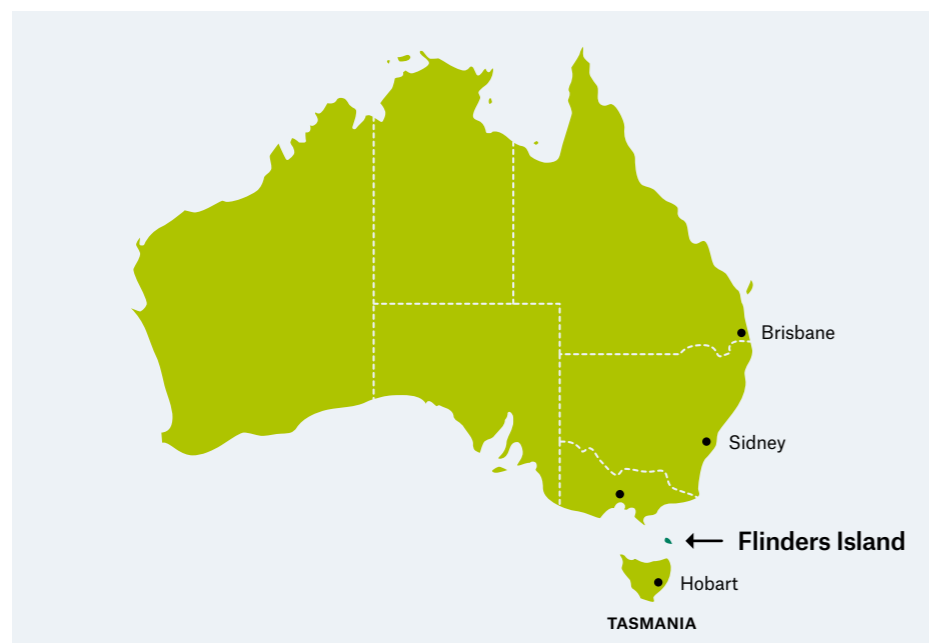 Brisbane
Sidney
Flinders Island
Hobart
TASMANIA